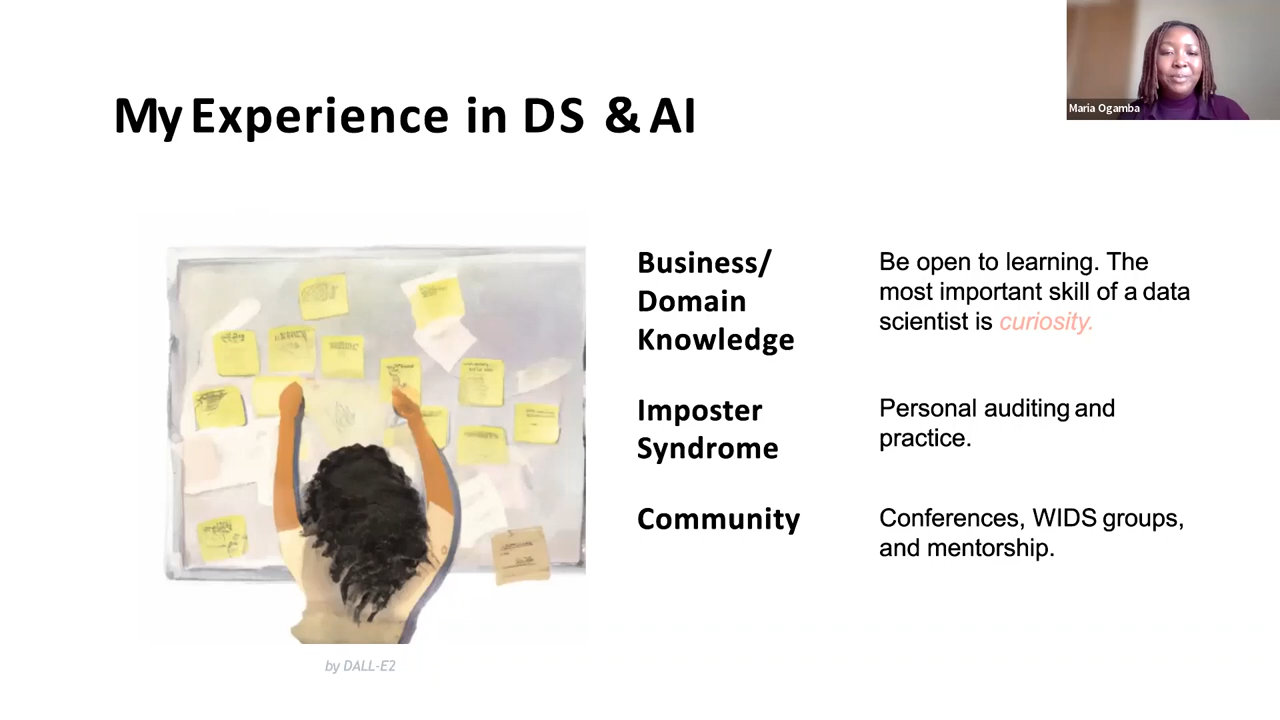 My Experience in DS & AI
Maria Ogamba
Business/
Domain
Knowledge
Be open to learning. The
most important skill of a data
scientist is curiosity.
Imposter
Syndrome
Personal auditing and
practice.
Community
Conferences, WIDS groups,
and mentorship.
by DALL-E2